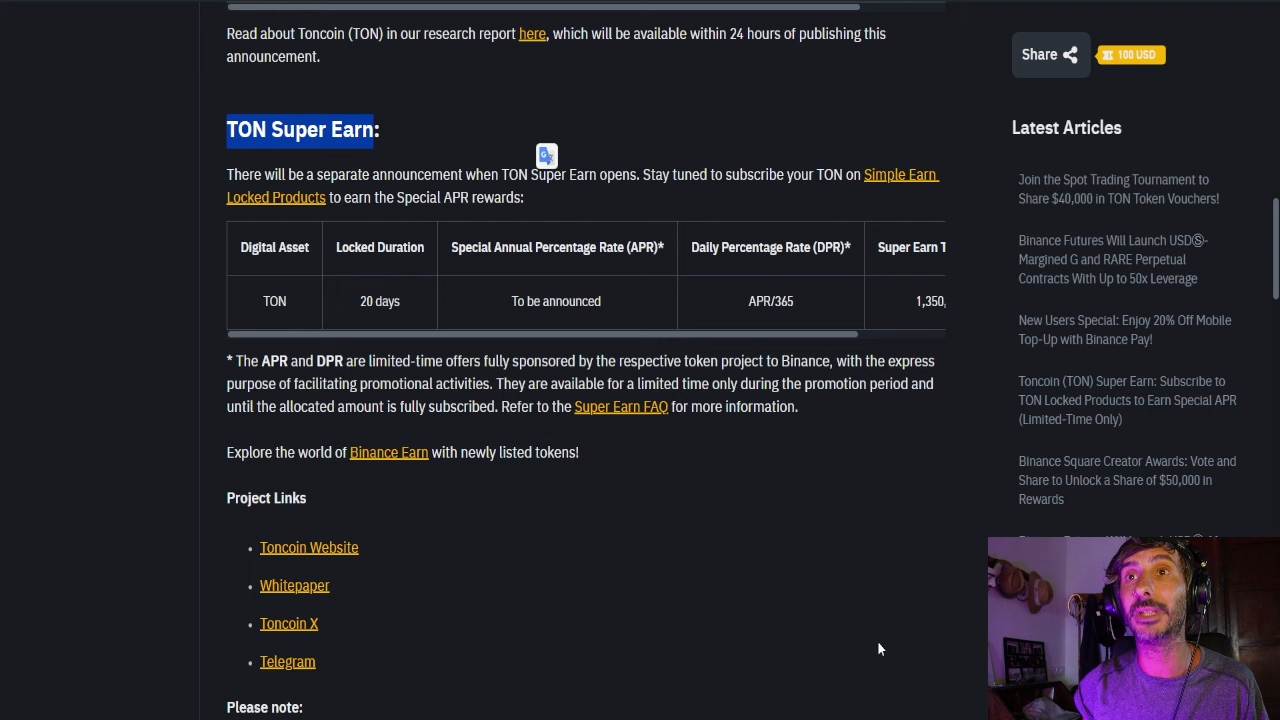 Read about Toncoin (TON) in our research report here, which will be available within 24 hours of publishing this
announcement.
TON Super Earn:
There will be a separate announcement when TON Super Earn opens. Stay tuned to subscribe your TON on Simple Earn
Locked Products to earn the Special APR rewards:
Digital Asset Locked Duration Special Annual Percentage Rate (APR)* Daily Percentage Rate (DPR)* Super Earn T
TON 20 days To be announced APR/365 1,350,
* The APR and DPR are limited-time offers fully sponsored by the respective token project to Binance, with the express
purpose of facilitating promotional activities. They are available for a limited time only during the promotion period and
until the allocated amount is fully subscribed. Refer to the Super Earn FAQ for more information.
Explore the world of Binance Earn with newly listed tokens!
Project Links
• Toncoin Website
• Whitepaper
• Toncoin X
• Telegram
Please note:
Share
100 USD
Latest Articles
Join the Spot Trading Tournament to
Share $40,000 in TON Token Vouchers!
Binance Futures Will Launch USDⓈ-
Margined G and RARE Perpetual
Contracts With Up to 50x Leverage
New Users Special: Enjoy 20% Off Mobile
Top-Up with Binance Pay!
Toncoin (TON) Super Earn: Subscribe to
TON Locked Products to Earn Special APR
(Limited-Time Only)
Binance Square Creator Awards: Vote and
Share to Unlock a Share of $50,000 in
Rewards